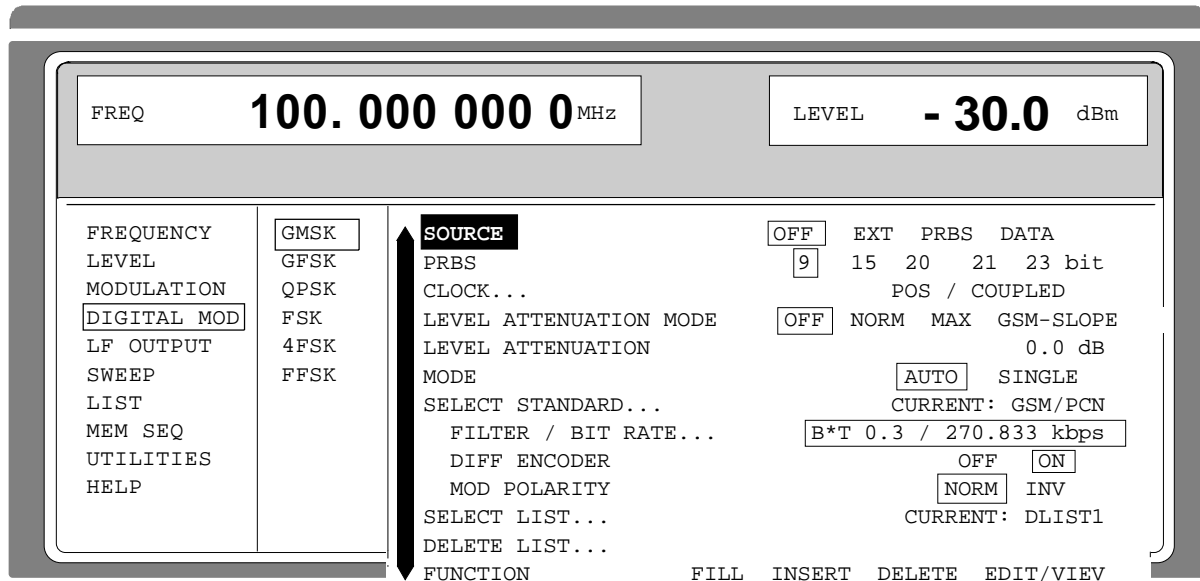 FREQ 100. 000 000 0 MHz LEVEL - 30.0 dBm
FREQUENCY GMSK SOURCE OFF EXT PRBS DATA
LEVEL GFSK PRBS 9 15 20 21 23 bit
MODULATION QPSK CLOCK... POS / COUPLED
DIGITAL MOD FSK LEVEL ATTENUATION MODE OFF NORM MAX GSM-SLOPE
LF OUTPUT 4FSK LEVEL ATTENUATION 0.0 dB
SWEEP FFSK MODE AUTO SINGLE
LIST SELECT STANDARD... CURRENT: GSM/PCN
MEM SEQ FILTER / BIT RATE... B*T 0.3 / 270.833 kbps
UTILITIES DIFF ENCODER OFF ON
HELP MOD POLARITY NORM INV
SELECT LIST... CURRENT: DLIST1
DELETE LIST...
FUNCTION FILL INSERT DELETE EDIT/VIEV